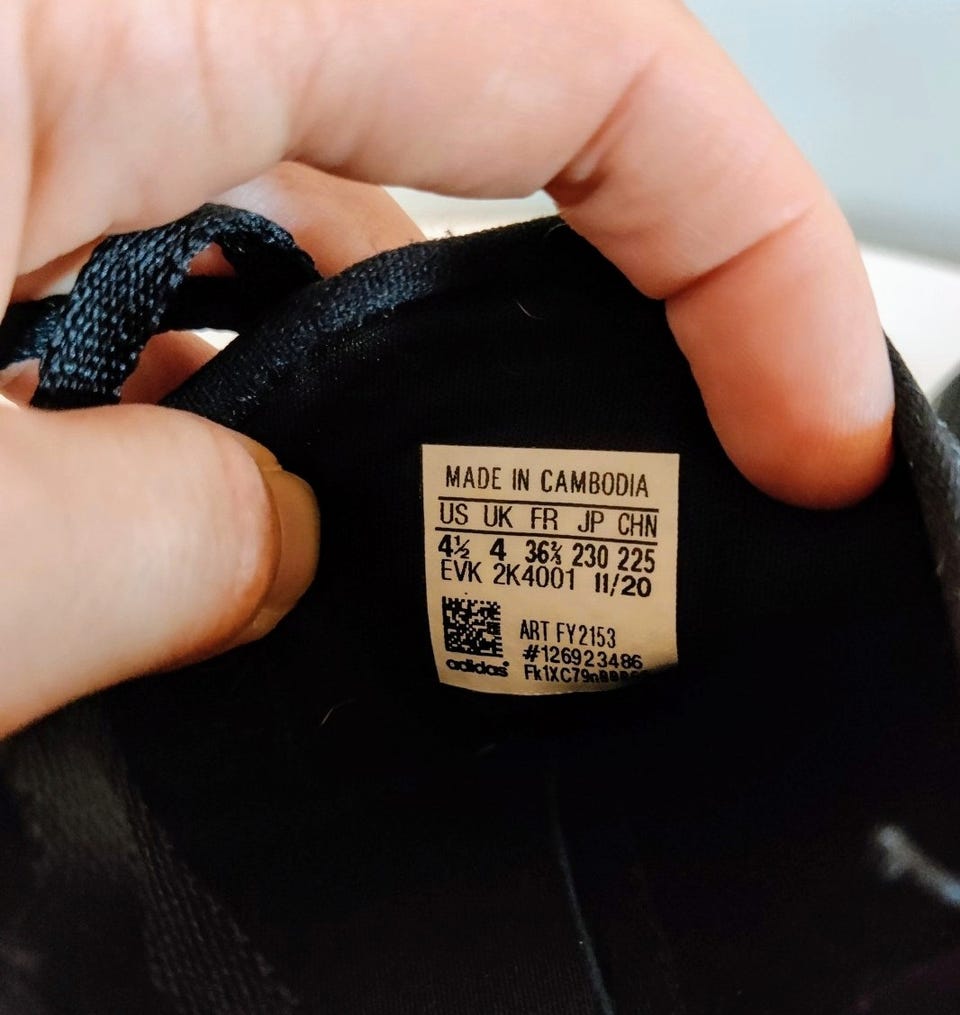 MADE IN CAMBODIA
US UK FR JP CHN
4½ 4 36⅔ 230 225
EVK 2K4001 11/20
ART FY2153
#126923486
adidas